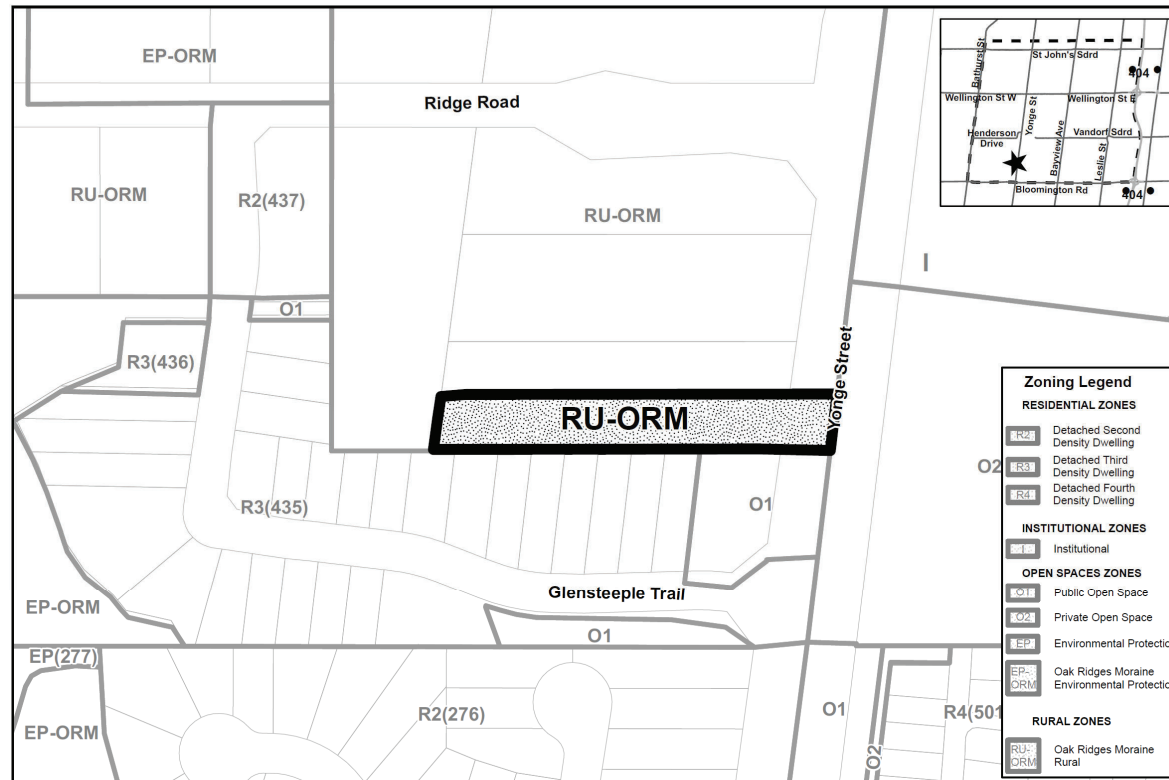 EP-ORM
Ridge Road
RU-ORM
R2(437)
RU-ORM
O1
R3(436)
I
Yonge Street
RU-ORM
R3(435)
O1
O2
Glensteeple Trail
O1
EP-ORM
EP(277)
EP-ORM
R2(276)
O1
O2
R4(501
Bathurst St
St John's Sdrd
404
Wellington St W
Wellington St E
Yonge St
Henderson
Drive
Bayview Ave
Vandorf Sdrd
Leslie St
Bloomington Rd
404
Zoning Legend
RESIDENTIAL ZONES
R2
Detached Second
Density Dwelling
R3
Detached Third
Density Dwelling
R4
Detached Fourth
Density Dwelling
INSTITUTIONAL ZONES
I
Institutional
OPEN SPACES ZONES
O1
Public Open Space
O2
Private Open Space
EP
Environmental Protectio
EP-
ORM
Oak Ridges Moraine
Environmental Protectio
RURAL ZONES
RU-
ORM
Oak Ridges Moraine
Rural